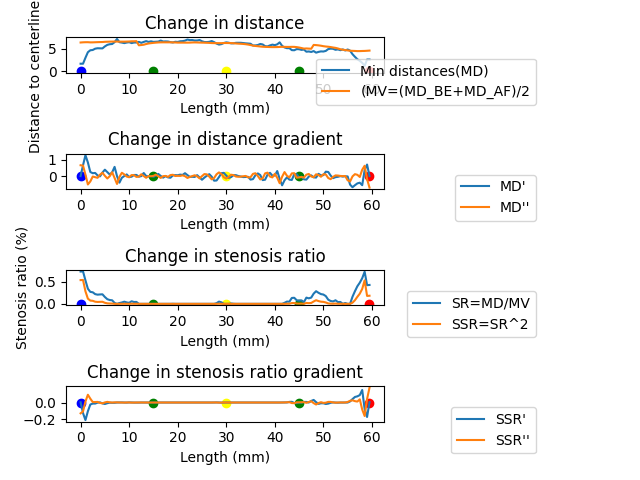 Change in distance
Distance to centerline
5
0
0 10 20 30 40 50
Length (mm)
Min distances(MD)
(MV=(MD_BE+MD_AF)/2
Change in distance gradient
1
0
0 10 20 30 40 50 60
Length (mm)
MD'
MD''
Change in stenosis ratio
Stenosis ratio (%)
0.5
0.0
0 10 20 30 40 50 60
Length (mm)
SR=MD/MV
SSR=SR^2
Change in stenosis ratio gradient
0.0
−0.2
0 10 20 30 40 50 60
Length (mm)
SSR'
SSR''